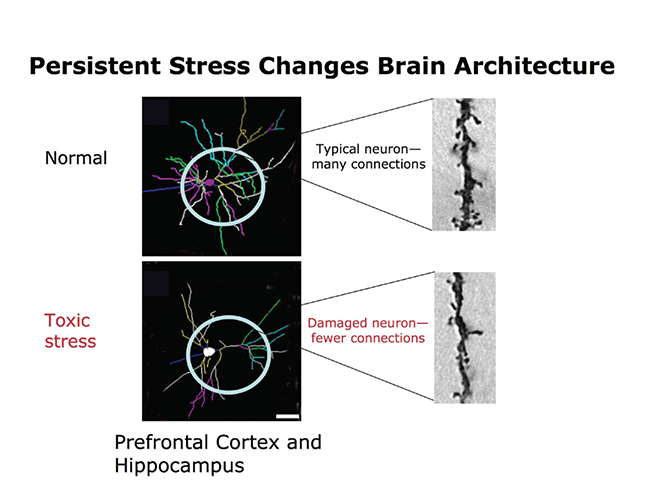 Persistent Stress Changes Brain Architecture
Normal
Typical neuron—
many connections
Toxic
stress
Damaged neuron—
fewer connections
Prefrontal Cortex and
Hippocampus